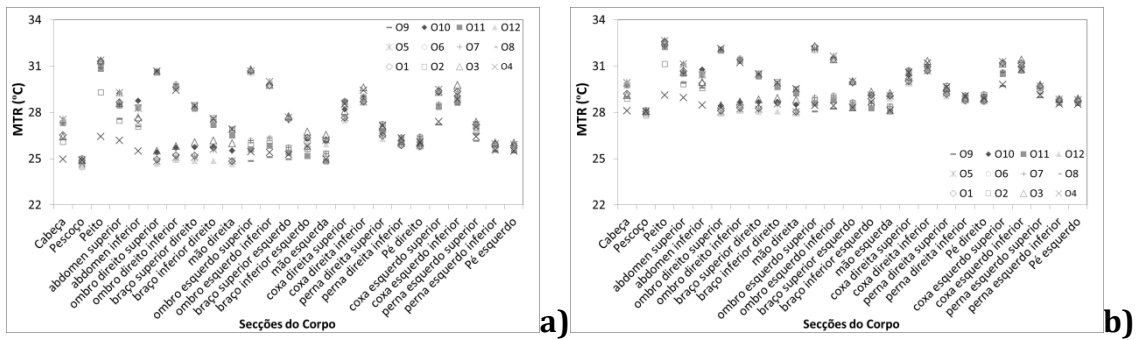 34
31
28
25
22
MTR (ºC)
O9 O10 O11 O12
O5 O6 O7 O8
O1 O2 O3 O4
Cabeça
Pescoço
Peito
abdomen superior
abdomen inferior
ombro direito superior
ombro direito inferior
braço superior direito
braço inferior direito
mão direita
ombro esquerdo superior
ombro esquerdo inferior
braço superior esquerdo
braço inferior esquerdo
mão esquerda
coxa direita superior
coxa direita inferior
perna direita superior
perna direita inferior
Pé direito
coxa esquerdo superior
coxa esquerdo inferior
perna esquerdo superior
perna esquerdo inferior
Pé esquerdo
Secções do Corpo
a)
34
31
28
25
22
MTR (ºC)
O9 O10 O11 O12
O5 O6 O7 O8
O1 O2 O3 O4
Cabeça
Pescoço
Peito
abdomen superior
abdomen inferior
ombro direito superior
ombro direito inferior
braço superior direito
braço inferior direito
mão direita
ombro esquerdo superior
ombro esquerdo inferior
braço superior esquerdo
braço inferior esquerdo
mão esquerda
coxa direita superior
coxa direita inferior
perna direita superior
perna direita inferior
Pé direito
coxa esquerdo superior
coxa esquerdo inferior
perna esquerdo superior
perna esquerdo inferior
Pé esquerdo
Secções do Corpo
b)